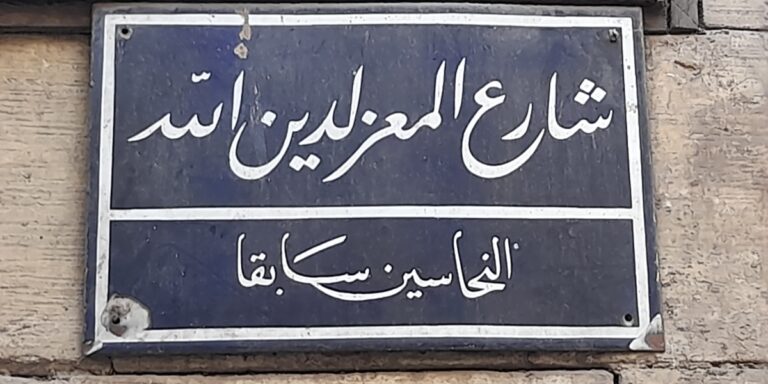 شارع المعز لدين الله
النحاسين سابقا